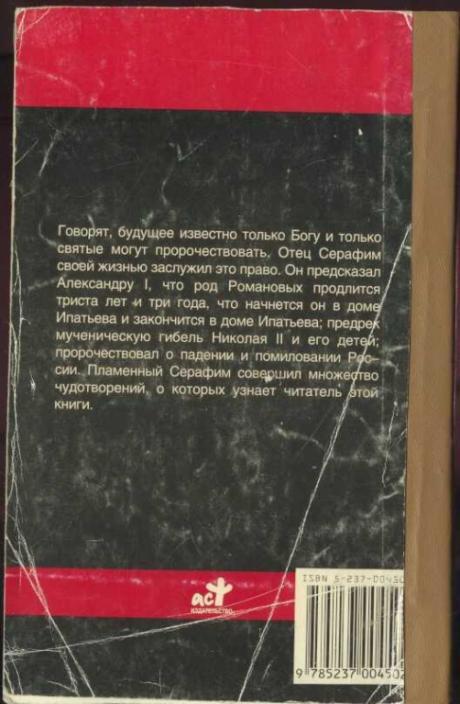 Говорят, будущее известно только Богу и только
святые могут пророчествовать. Отец Серафим
своей жизнью заслужил это право. Он предсказал
Александру I, что род Романовых продлится
триста лет и три года, что начнется он в доме
Ипатьева и закончится в доме Ипатьева; предрек
мученическую гибель Николая II и его детей;
пророчествовал о падении и помиловании Рос-
сии. Пламенный Серафим совершил множество
чудотворений, о которых узнает читатель этой
книги.
аст
ИЗДАТЕЛЬСТВО
ISBN 5-237-00450
9 785237 004502